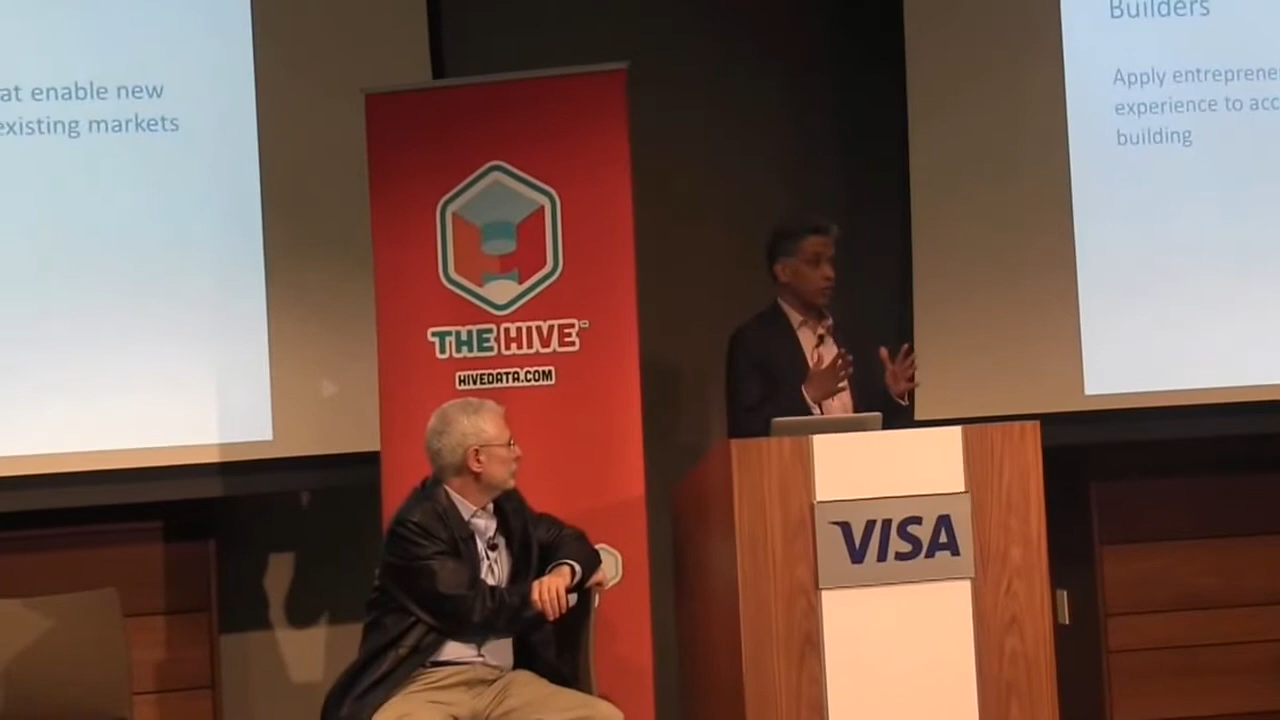 at enable new
existing markets
THE HIVE
HIVEDATA.COM
VISA
Builders
Apply entreprene
experience to acc
building